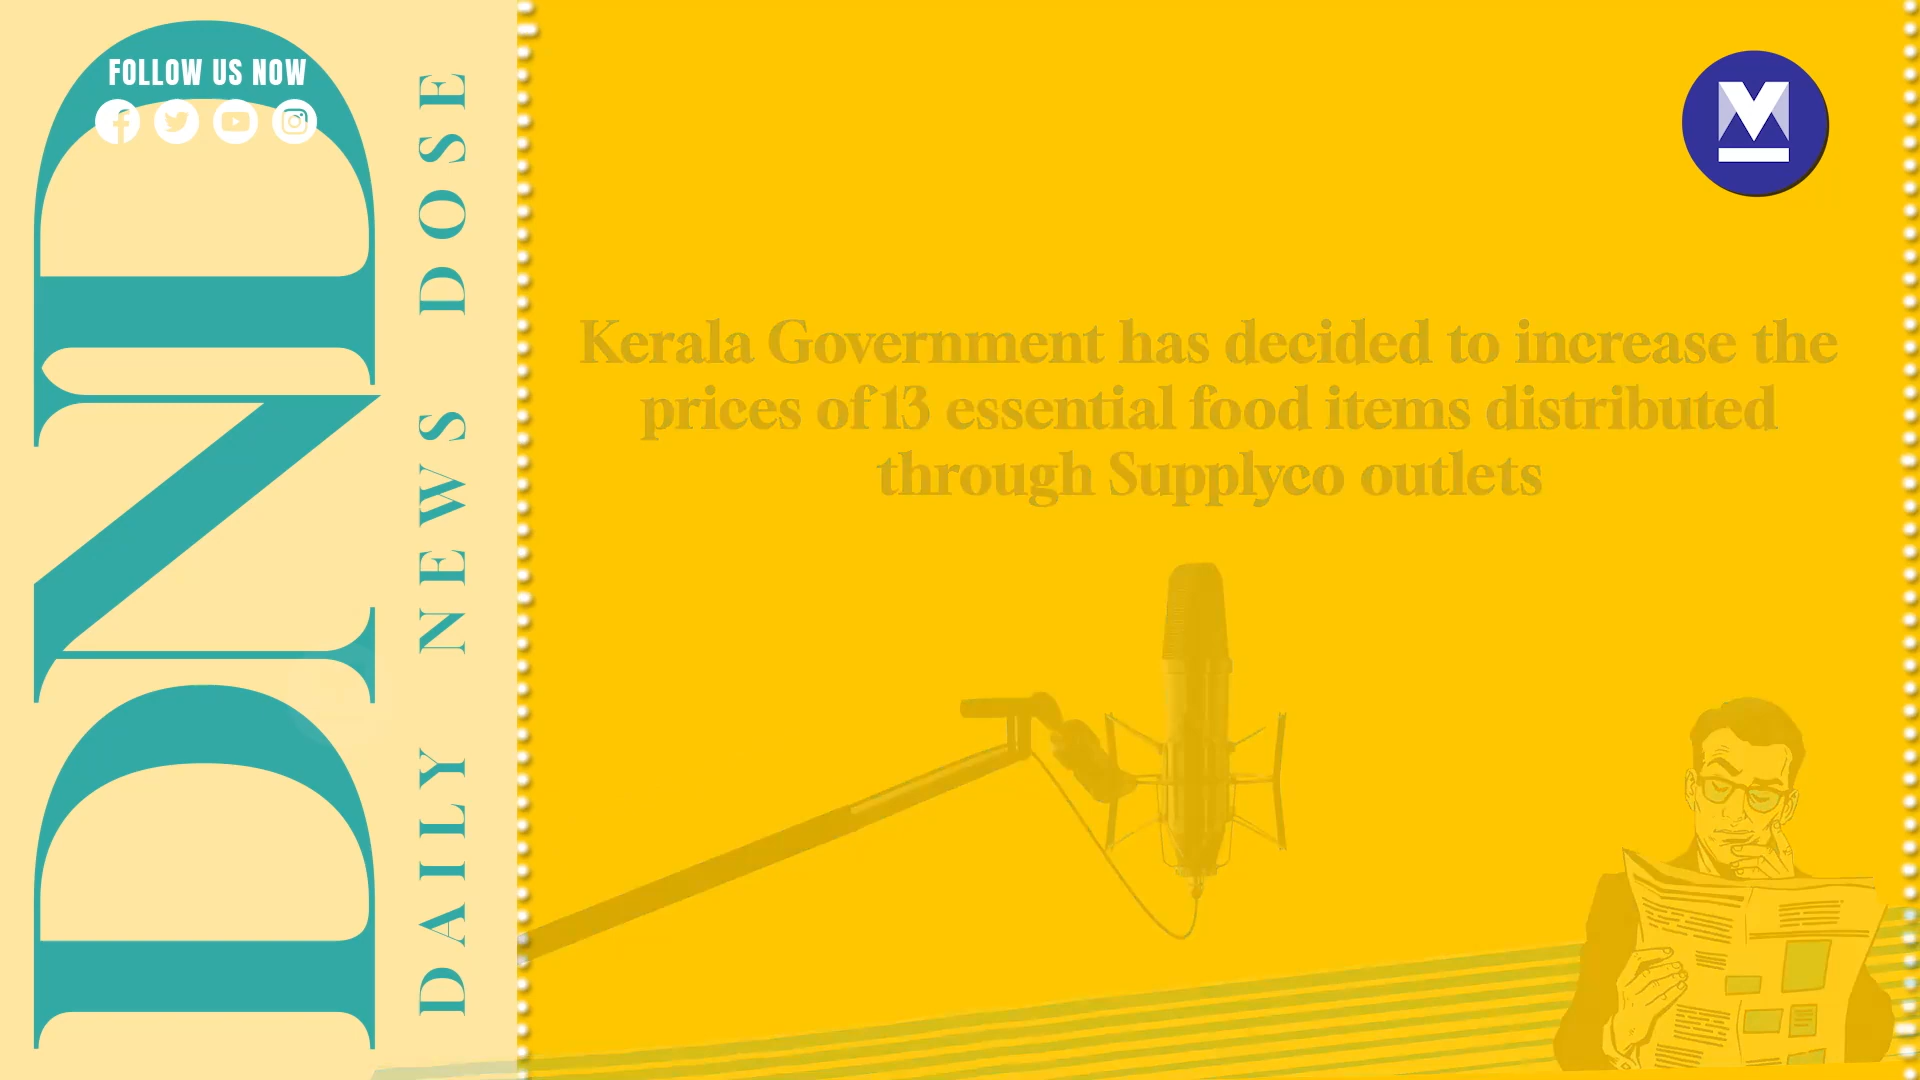 FOLLOW US NOW
DND
DAILY NEWS DOSE
Kerala Government has decided to increase the
prices of 13 essential food items distributed
through Supplyco outlets